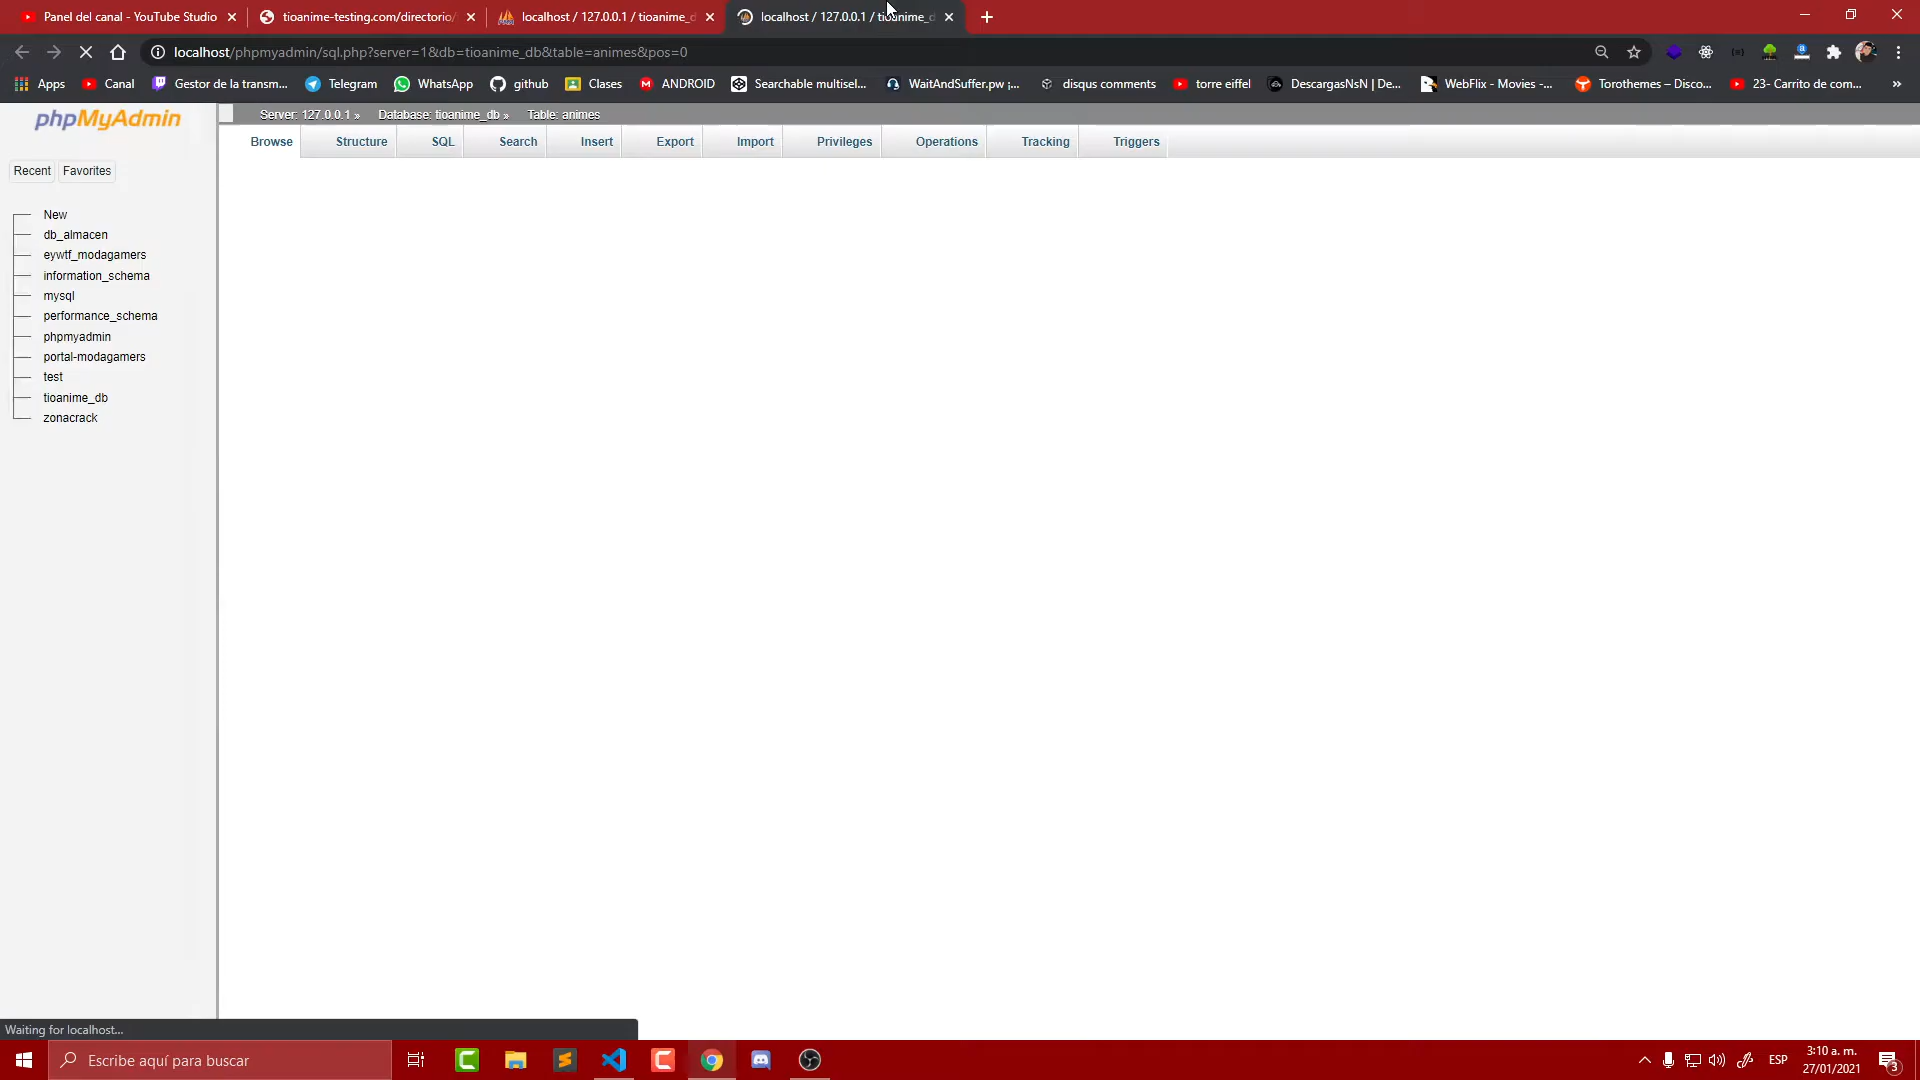 Panel del canal - YouTube Studio
tioanime-testing.com/directorio/
localhost / 127.0.0.1 / tioanime_d
localhost / 127.0.0.1 / tioanime_d
localhost/phpmyadmin/sql.php?server=1&db=tioanime_db&table=animes&pos=0
Apps
Canal
Gestor de la transm...
Telegram
WhatsApp
github
Clases
ANDROID
Searchable multisel...
WaitAndSuffer.pw ¡...
disqus comments
torre eiffel
DescargasNsN | De...
WebFlix - Movies -...
Torothemes – Disco...
23- Carrito de com...
»
phpMyAdmin
Server: 127.0.0.1 »
Database: tioanime_db »
Table: animes
Browse
Structure
SQL
Search
Insert
Export
Import
Privileges
Operations
Tracking
Triggers
Recent
Favorites
New
db_almacen
eywtf_modagamers
information_schema
mysql
performance_schema
phpmyadmin
portal-modagamers
test
tioanime_db
zonacrack
Waiting for localhost...
Escribe aquí para buscar
ESP
3:10 a. m.
27/01/2021
3